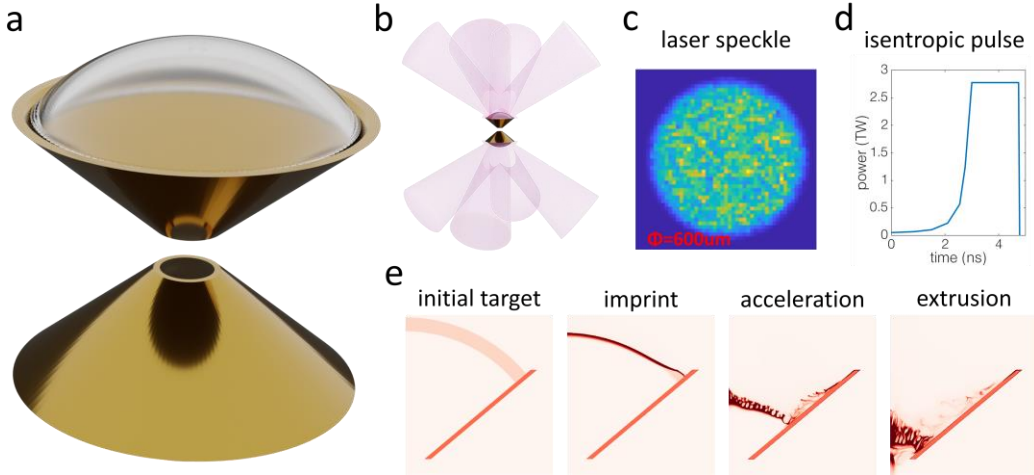 a
b
c
laser speckle
Φ=600um
d
isentropic pulse
3
2.5
2
1.5
1
0.5
0
0
2
4
power (TW)
time (ns)
e
initial target
imprint
acceleration
extrusion